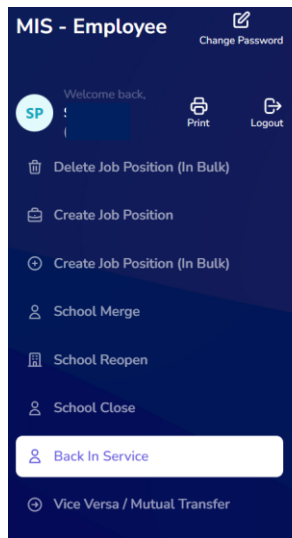 MIS - Employee
Change Password
Welcome back,
SP
Print
Logout
Delete Job Position (In Bulk)
Create Job Position
Create Job Position (In Bulk)
School Merge
School Reopen
School Close
Back In Service
Vice Versa / Mutual Transfer